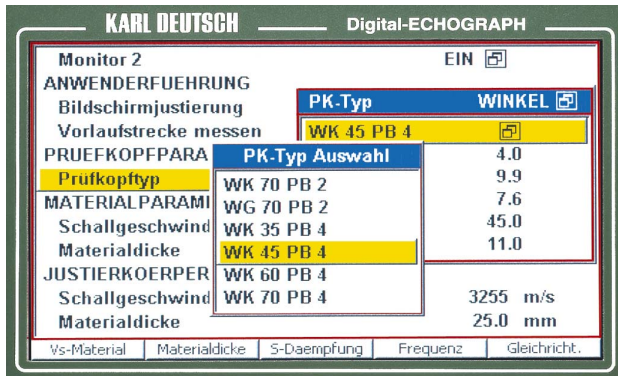 KARL DEUTSCH Digital-ECHOGRAPH
Monitor 2 EIN
ANWENDERFUEHRUNG
Bildschirmjustierung
PK-Typ WINKEL
Vorlaufstrecke messen
WK 45 PB 4
PRUEFKOPFPARA
4.0
Prüfkopftyp
9.9
MATERIALPARAMI
7.6
Schallgeschwind
45.0
Materialdicke
11.0
PK-Typ Auswahl
WK 70 PB 2
WG 70 PB 2
WK 35 PB 4
WK 45 PB 4
WK 60 PB 4
WK 70 PB 4
JUSTIERKOERPER
Schallgeschwind 3255 m/s
Materialdicke 25.0 mm
Vs-Material Materialdicke S-Daempfung Frequenz Gleichricht.